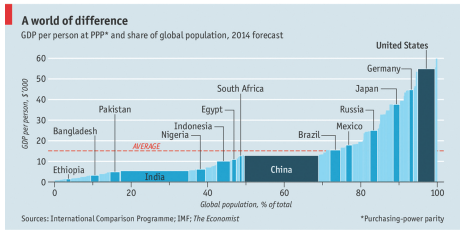 A world of difference
GDP per person at PPP* and share of global population, 2014 forecast
GDP per person, $'000
60
50
40
30
20
10
0
United States
Germany
Japan
South Africa
Russia
Pakistan
Egypt
Indonesia
Mexico
Bangladesh
Nigeria
Brazil
AVERAGE
Ethiopia
India
China
0
20
40
60
80
100
Global population, % of total
Sources: International Comparison Programme; IMF; The Economist
*Purchasing-power parity